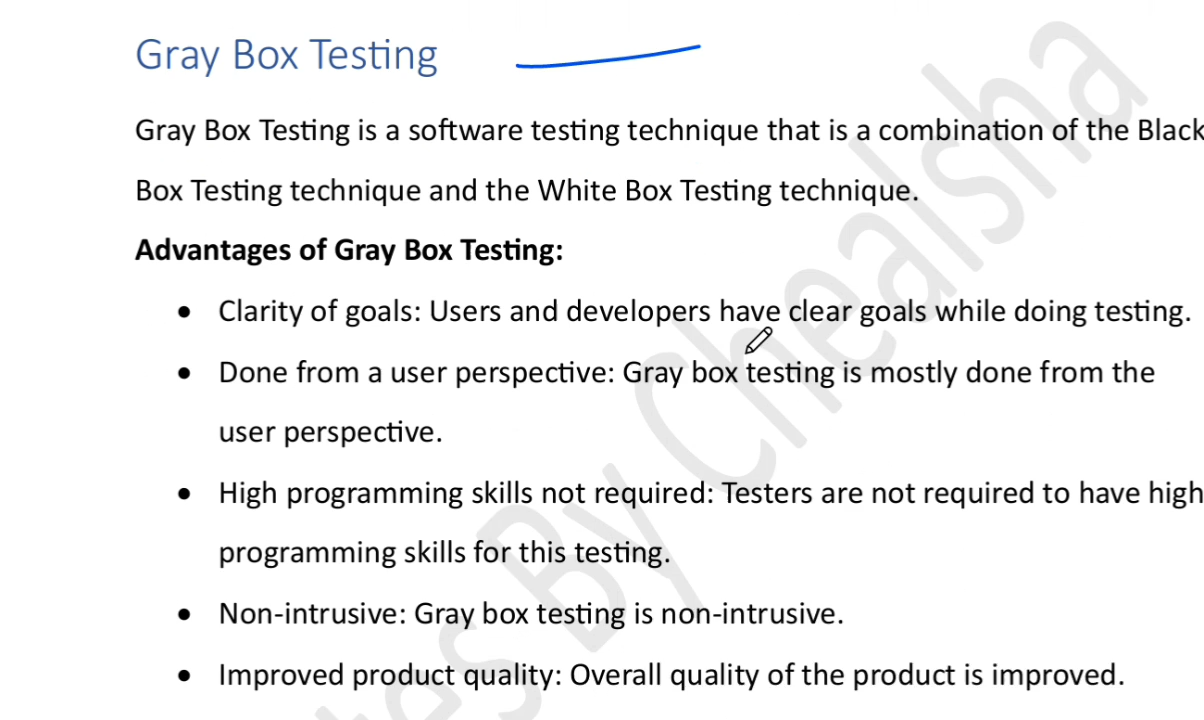 Gray Box Testing
Gray Box Testing is a software testing technique that is a combination of the Black
Box Testing technique and the White Box Testing technique.
Advantages of Gray Box Testing:
• Clarity of goals: Users and developers have clear goals while doing testing.
• Done from a user perspective: Gray box testing is mostly done from the
user perspective.
• High programming skills not required: Testers are not required to have high
programming skills for this testing.
• Non-intrusive: Gray box testing is non-intrusive.
• Improved product quality: Overall quality of the product is improved.
By Chealsha